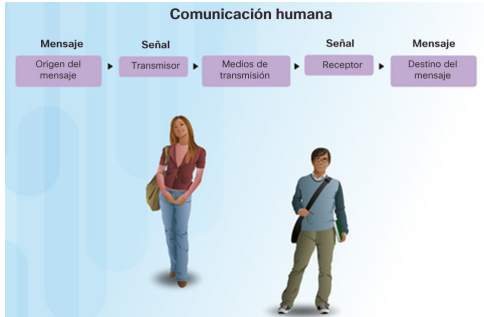 Comunicación humana
Mensaje
Señal
Señal
Mensaje
Origen del
mensaje
Transmisor
Medios de
transmisión
Receptor
Destino del
mensaje